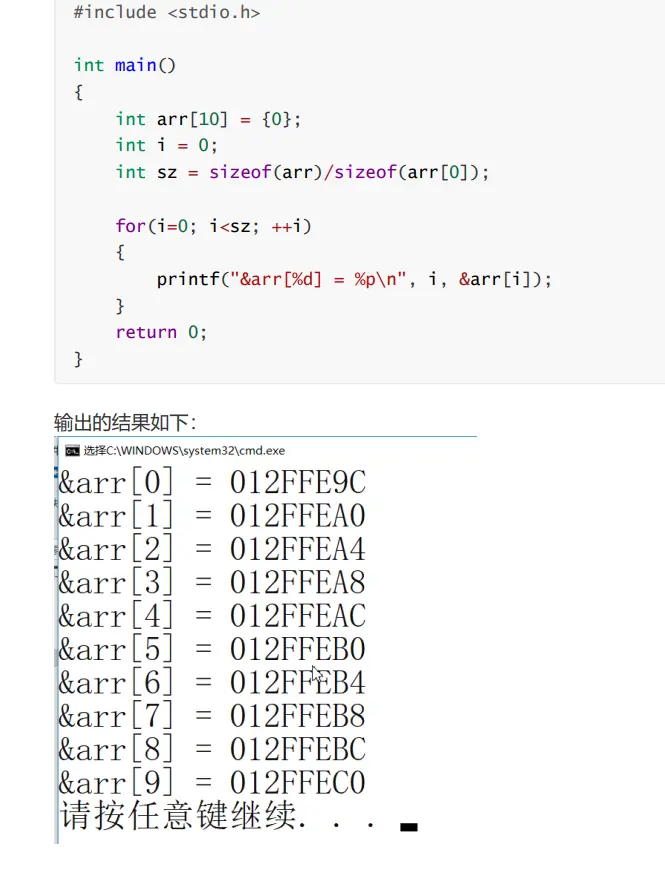 #include <stdio.h>
int main()
{
    int arr[10] = {0};
    int i = 0;
    int sz = sizeof(arr)/sizeof(arr[0]);
    for(i=0; i<sz; ++i)
    {
        printf("&arr[%d] = %p\n", i, &arr[i]);
    }
    return 0;
}
输出的结果如下：
选择C:\WINDOWS\system32\cmd.exe
&arr[0] = 012FFE9C
&arr[1] = 012FFEA0
&arr[2] = 012FFEA4
&arr[3] = 012FFEA8
&arr[4] = 012FFEAC
&arr[5] = 012FFEB0
&arr[6] = 012FFEB4
&arr[7] = 012FFEB8
&arr[8] = 012FFEBC
&arr[9] = 012FFEC0
请按任意键继续. . .